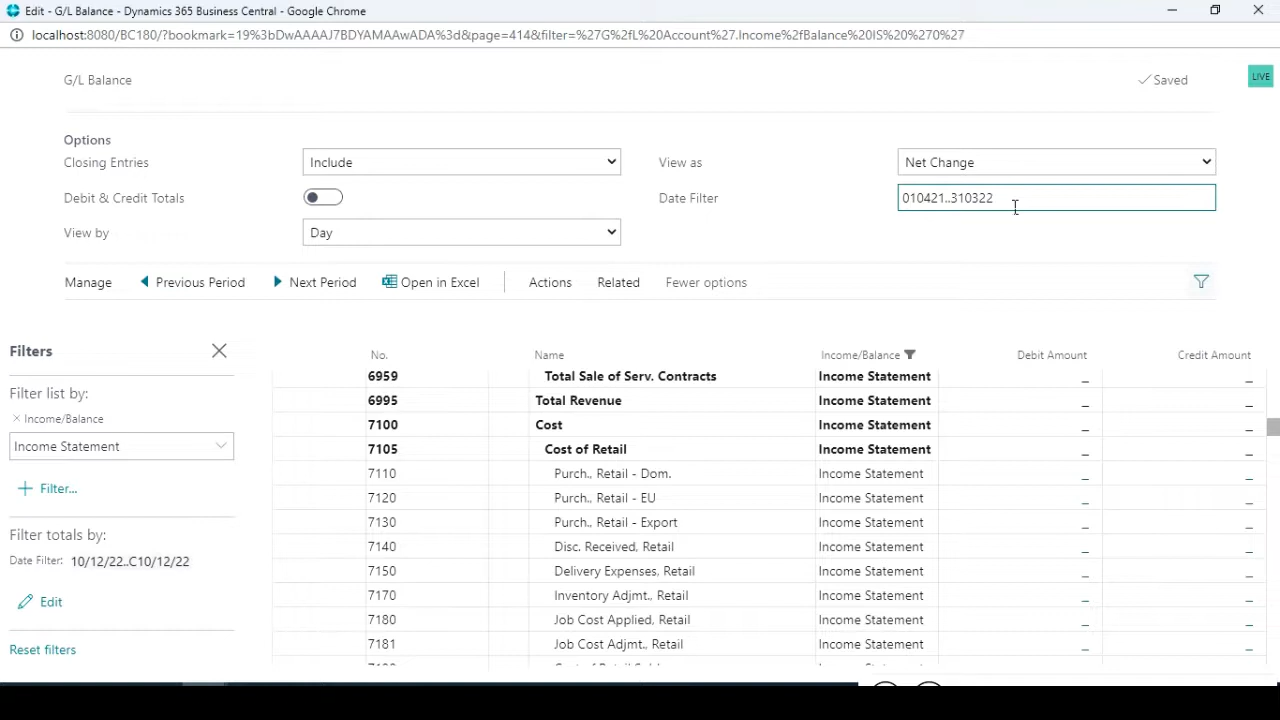 Edit - G/L Balance - Dynamics 365 Business Central - Google Chrome
localhost:8080/BC180/?bookmark=19%3bDwAAAAJ7BDYAMAAwADA%3d&page=414&filter=%27G%2fL%20Account%27.Income%2fBalance%20IS%20%270%27
G/L Balance
Saved
LIVE
Options
Closing Entries Include View as Net Change
Debit & Credit Totals Date Filter 010421..310322
View by Day
Manage Previous Period Next Period Open in Excel Actions Related Fewer options
Filters
Filter list by:
× Income/Balance
Income Statement
Filter...
Filter totals by:
Date Filter: 10/12/22..C10/12/22
Edit
Reset filters
No. Name Income/Balance Debit Amount Credit Amount
6959 Total Sale of Serv. Contracts Income Statement _ _
6995 Total Revenue Income Statement _ _
7100 Cost Income Statement _ _
7105 Cost of Retail Income Statement _ _
7110 Purch., Retail - Dom. Income Statement _ _
7120 Purch., Retail - EU Income Statement _ _
7130 Purch., Retail - Export Income Statement _ _
7140 Disc. Received, Retail Income Statement _ _
7150 Delivery Expenses, Retail Income Statement _ _
7170 Inventory Adjmt., Retail Income Statement _ _
7180 Job Cost Applied, Retail Income Statement _ _
7181 Job Cost Adjmt., Retail Income Statement _ _